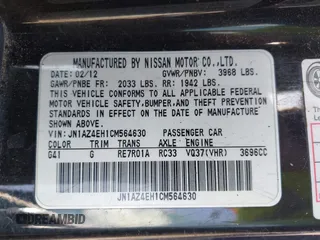 MANUFACTURED BY NISSAN MOTOR CO.,LTD.
DATE: 02/12 GVWR/PNBV: 3968 LBS.
GAWR/PNBE FR: 2033 LBS. RR: 1942 LBS.
THIS VEHICLE CONFORMS TO ALL APPLICABLE FEDERAL
MOTOR VEHICLE SAFETY,BUMPER,AND THEFT PREVENTION
STANDARDS IN EFFECT ON THE DATE OF MANUFACTURE
SHOWN ABOVE.
VIN: JN1AZ4EH1CM564630 PASSENGER CAR
COLOR TRIM TRANS AXLE ENGINE
G41 G RE7R01A RC33 VQ37(VHR) 3696CC
JN1AZ4EH1CM564630
DREAMBID